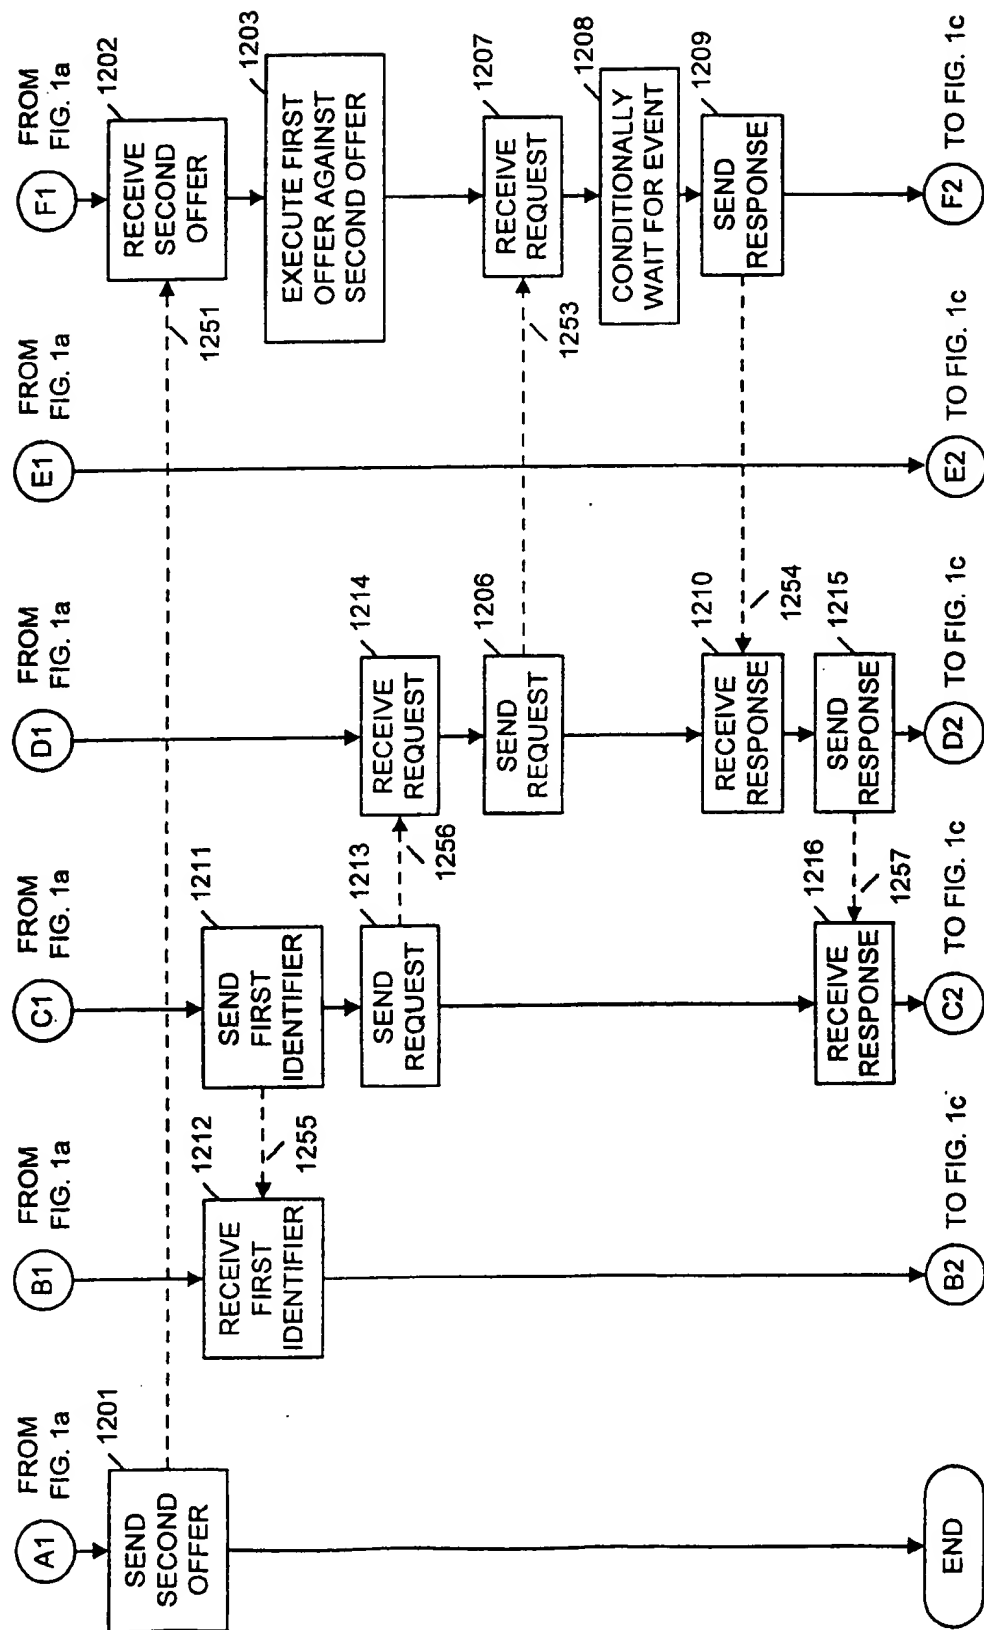 FROM
FIG. 1a
A1
1201
SEND
SECOND
OFFER
END
FROM
FIG. 1a
B1
1212
RECEIVE
FIRST
IDENTIFIER
1255
B2
TO FIG. 1c
FROM
FIG. 1a
C1
1211
SEND
FIRST
IDENTIFIER
1213
SEND
REQUEST
1256
1216
RECEIVE
RESPONSE
1257
C2
TO FIG. 1c
FROM
FIG. 1a
D1
1214
RECEIVE
REQUEST
1206
SEND
REQUEST
1210
RECEIVE
RESPONSE
1254
1215
SEND
RESPONSE
D2
TO FIG. 1c
FROM
FIG. 1a
E1
1251
1253
E2
TO FIG. 1c
FROM
FIG. 1a
F1
1202
RECEIVE
SECOND
OFFER
1203
EXECUTE FIRST
OFFER AGAINST
SECOND OFFER
1207
RECEIVE
REQUEST
1208
CONDITIONALLY
WAIT FOR EVENT
1209
SEND
RESPONSE
F2
TO FIG. 1c